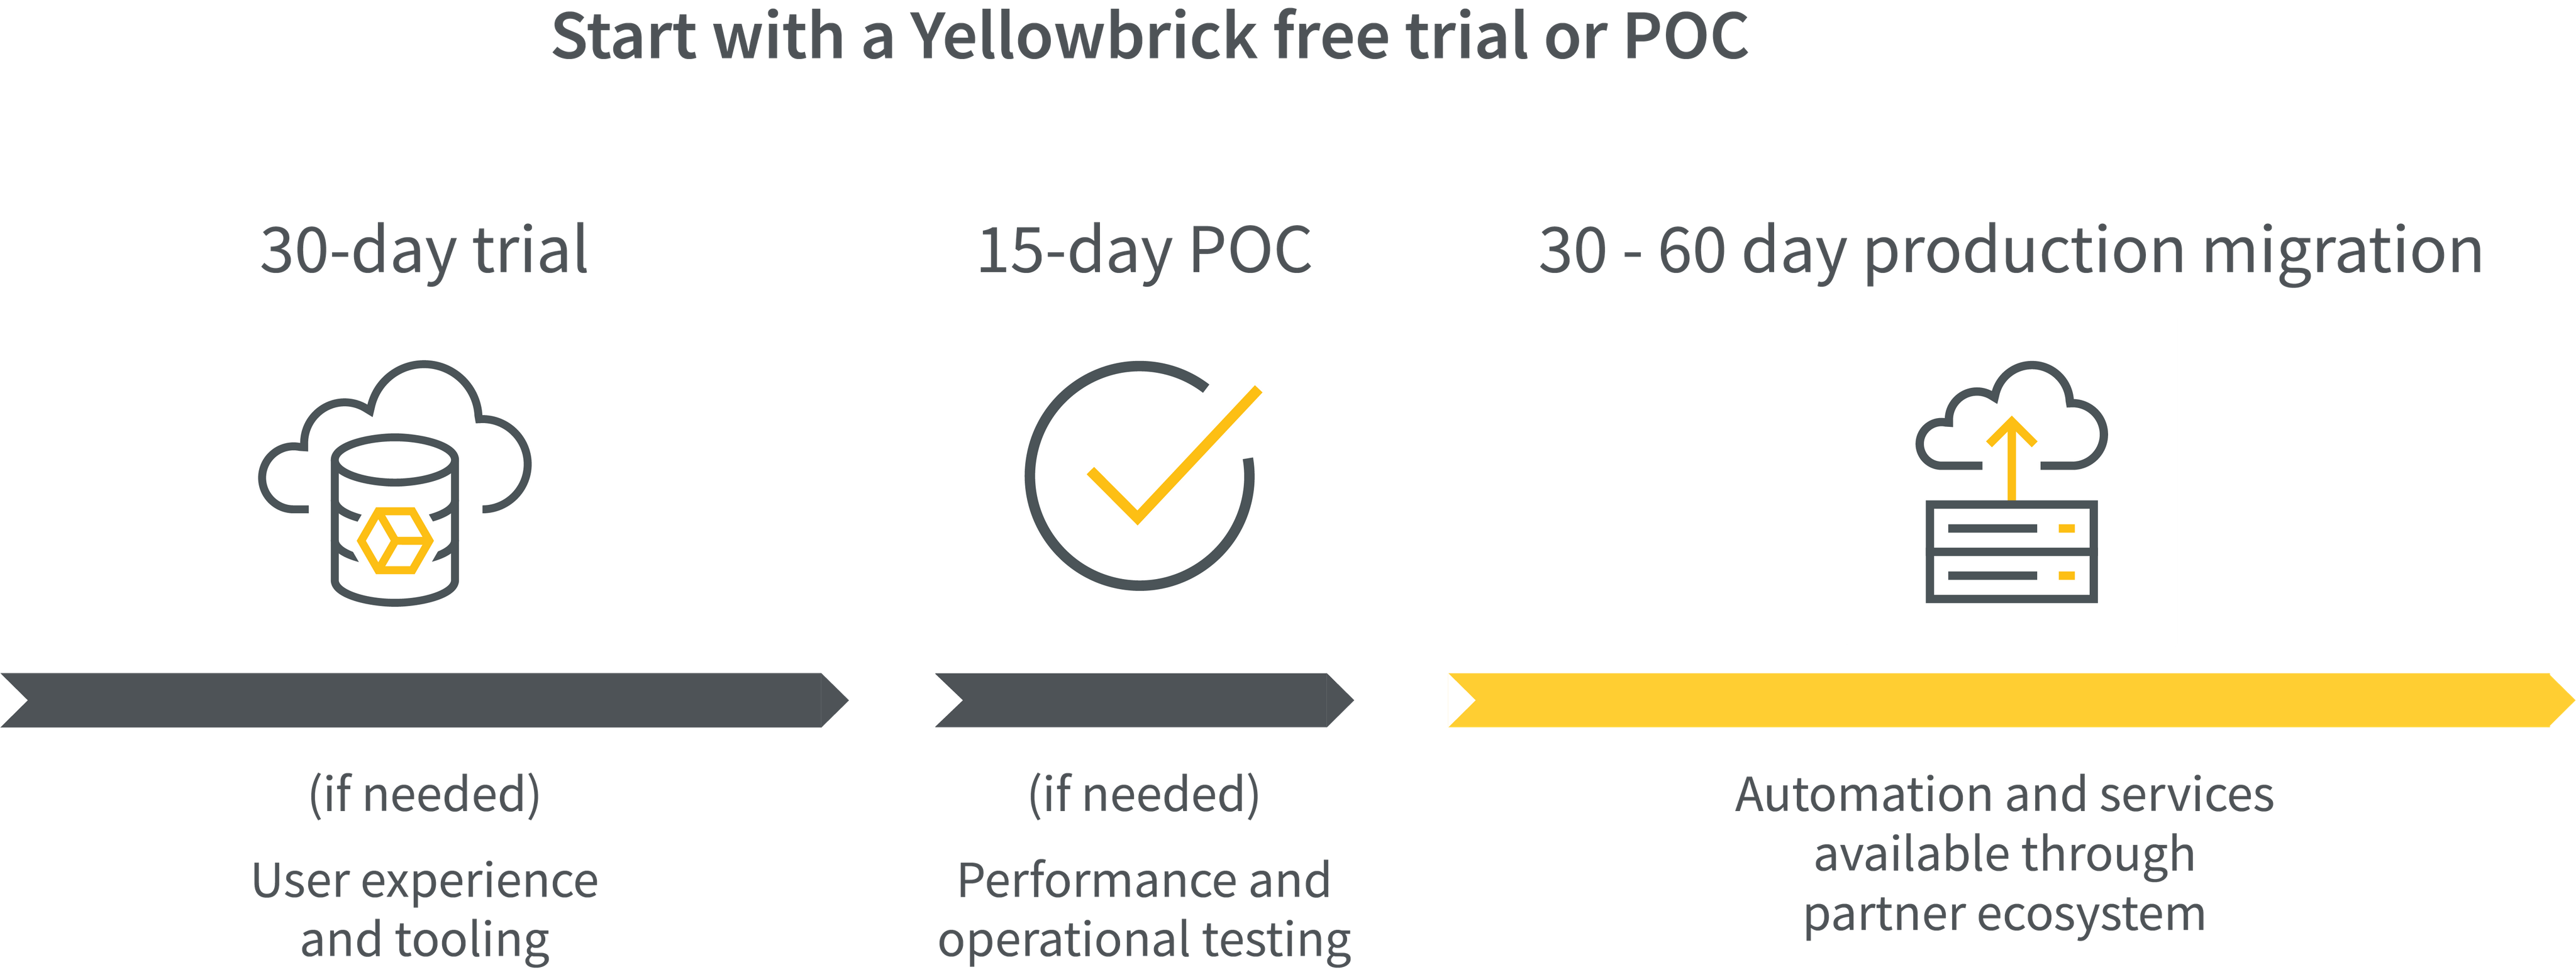 Start with a Yellowbrick free trial or POC
30-day trial
15-day POC
30 - 60 day production migration
(if needed)
User experience
and tooling
(if needed)
Performance and
operational testing
Automation and services
available through
partner ecosystem